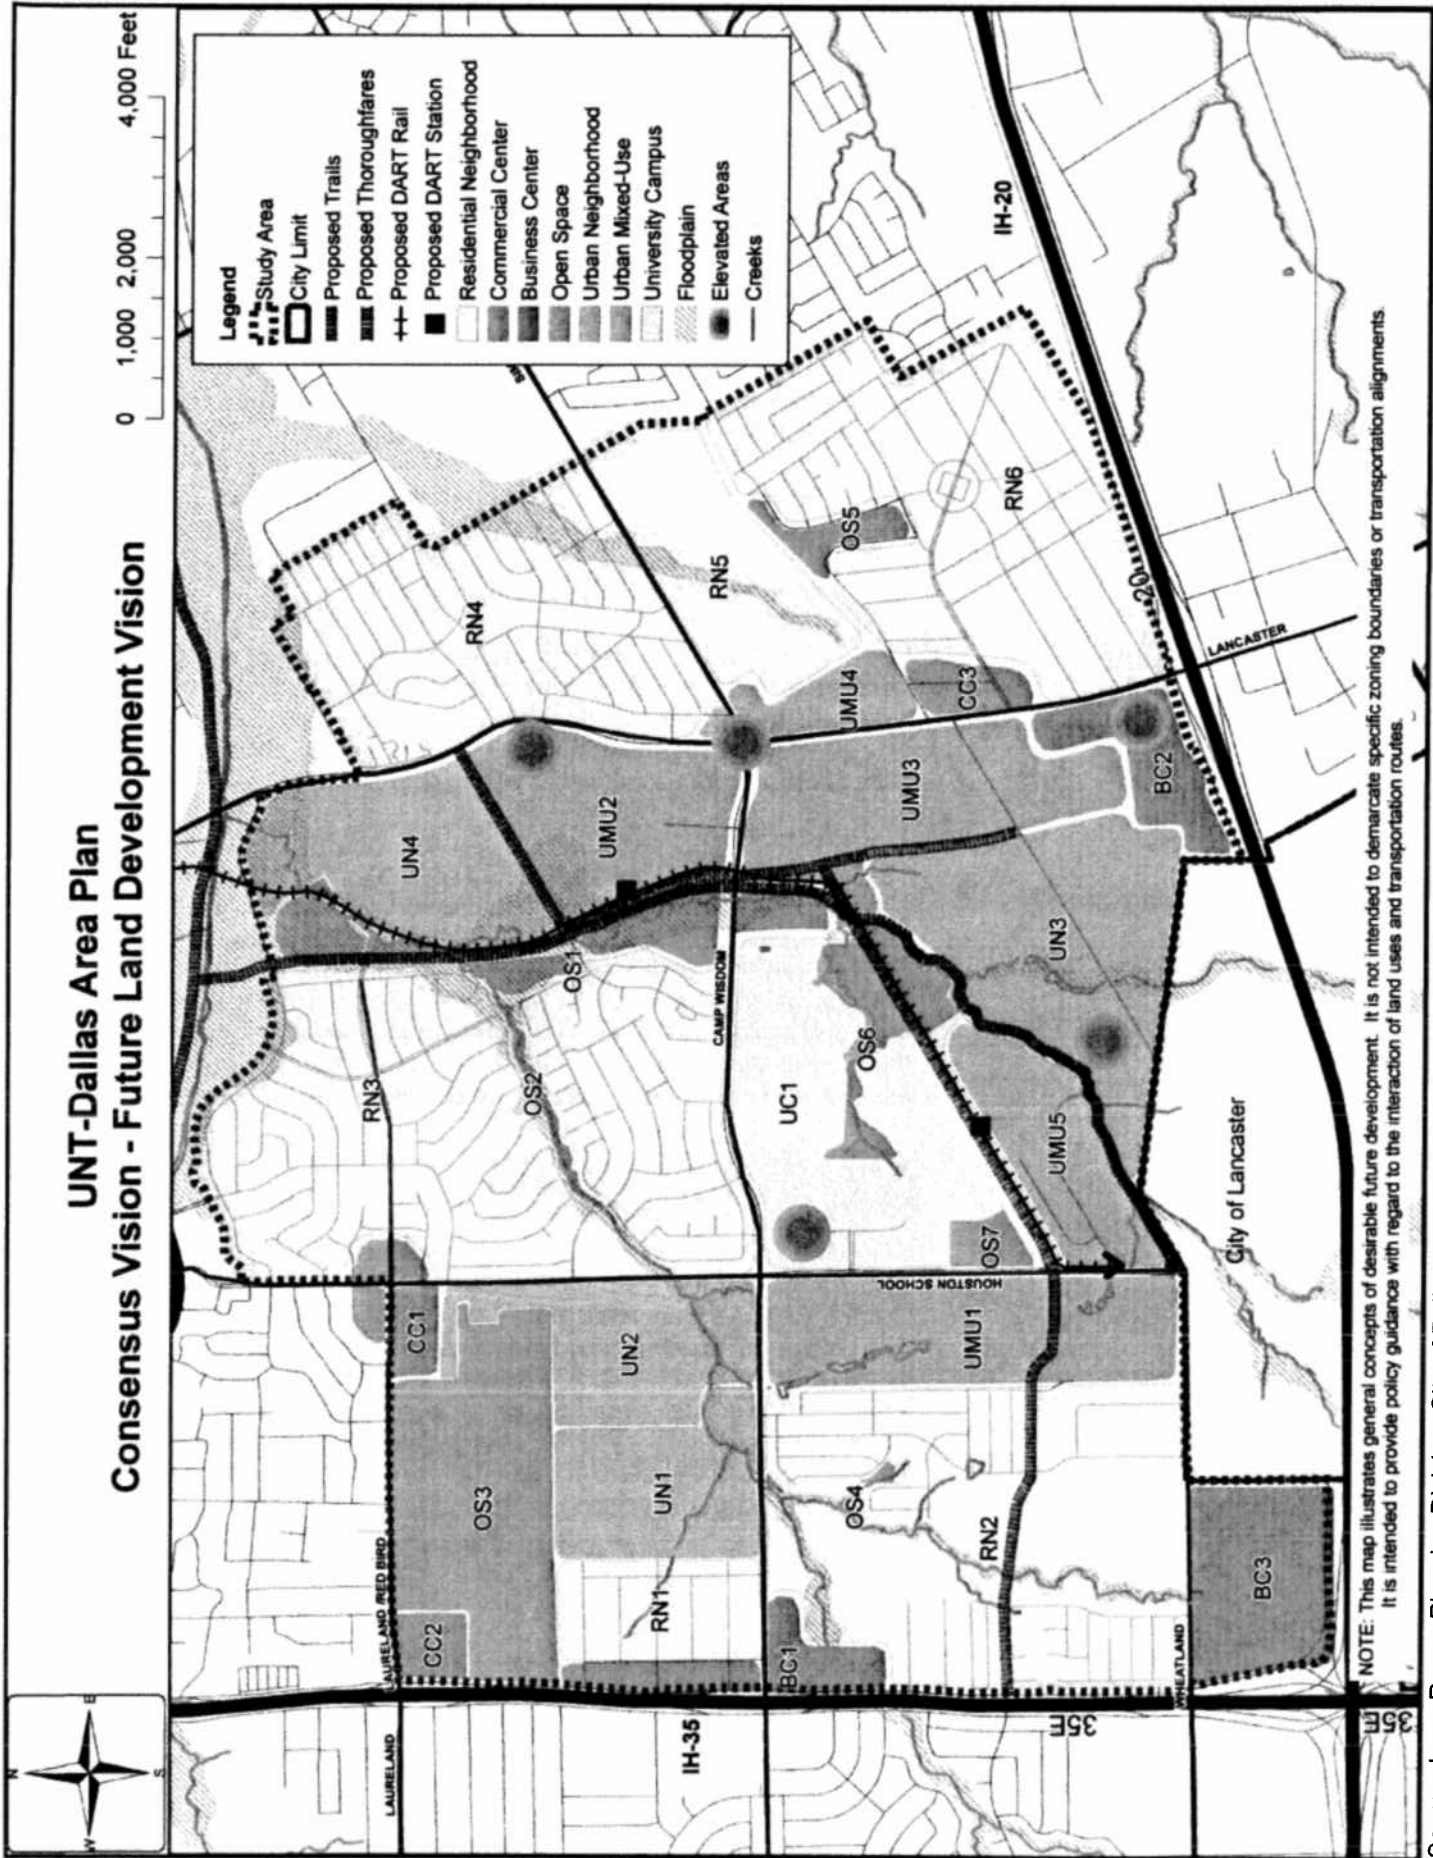 UNT-Dallas Area Plan
Consensus Vision - Future Land Development Vision
0 1,000 2,000 4,000 Feet
N
W
E
S
Legend
Study Area
City Limit
Proposed Trails
Proposed Thoroughfares
Proposed DART Rail
Proposed DART Station
Residential Neighborhood
Commercial Center
Business Center
Open Space
Urban Neighborhood
Urban Mixed-Use
University Campus
Floodplain
Elevated Areas
Creeks
LAURELAND
LAURELAND /RED BIRD
IH-35
CC2
OS3
CC1
RN3
UN4
RN4
RN1
UN1
UN2
OS2
OS1
UMU2
CAMP WISDOM
RN5
BC1
OS4
UC1
OS6
UMU3
UMU4
OS5
CC3
HOUSTON SCHOOL
RN2
UMU1
OS7
UMU5
UN3
RN6
BC2
IH-20
20
35E
WHEATLAND
BC3
City of Lancaster
LANCASTER
35E
NOTE: This map illustrates general concepts of desirable future development. It is not intended to demarcate specific zoning boundaries or transportation alignments.
It is intended to provide policy guidance with regard to the interaction of land uses and transportation routes.